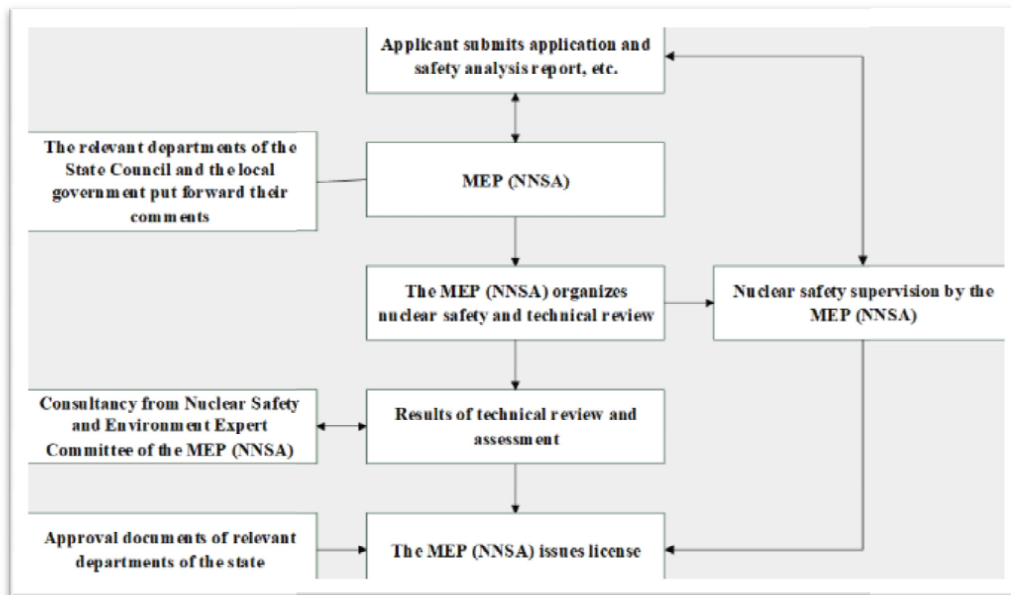 Applicant submits application and
safety analysis report, etc.
The relevant departments of the
State Council and the local
government put forward their
comments
MEP (NNSA)
The MEP (NNSA) organizes
nuclear safety and technical review
Nuclear safety supervision by the
MEP (NNSA)
Consultancy from Nuclear Safety
and Environment Expert
Committee of the MEP (NNSA)
Results of technical review and
assessment
Approval documents of relevant
departments of the state
The MEP (NNSA) issues license